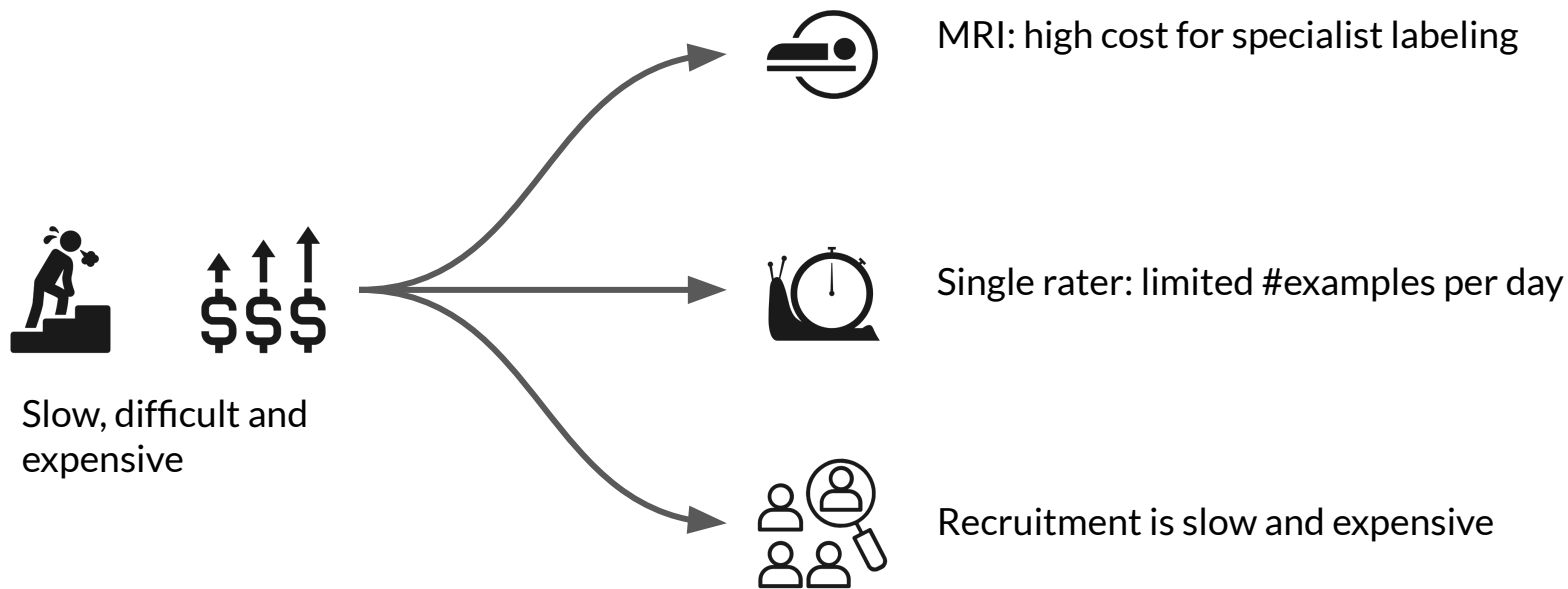 MRI: high cost for specialist labeling
$$$
Single rater: limited #examples per day
Slow, difficult and
expensive
Recruitment is slow and expensive